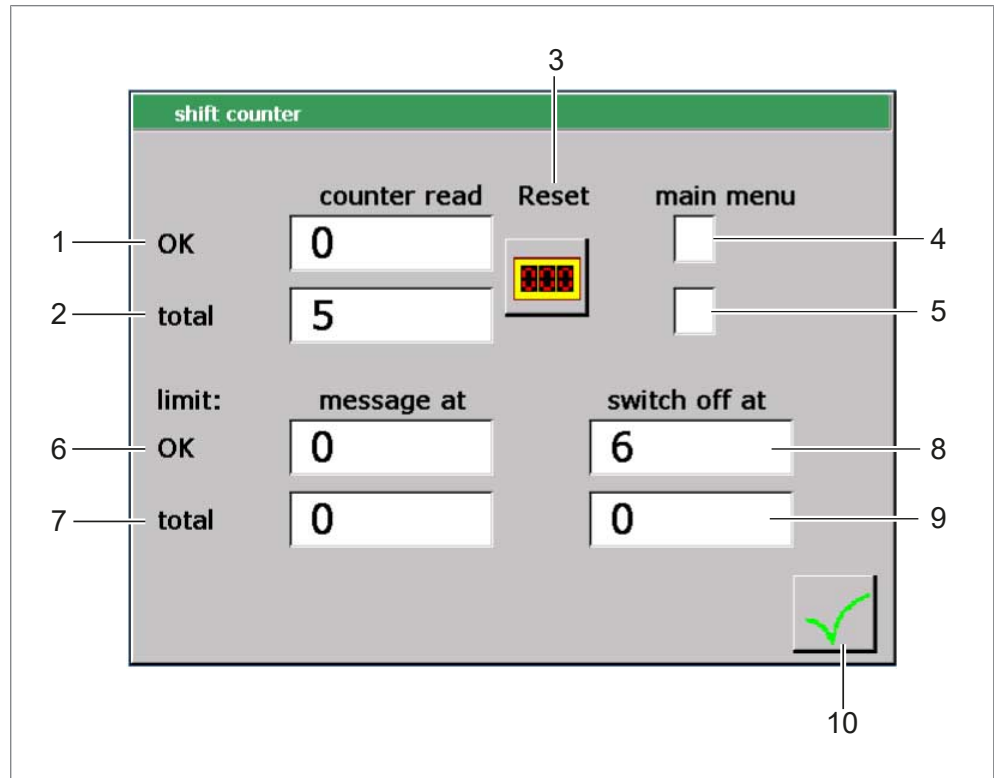 3
shift counter
counter read Reset main menu
1 OK 0 000 4
2 total 5 5
limit: message at switch off at
6 OK 0 6 8
7 total 0 0 9
10